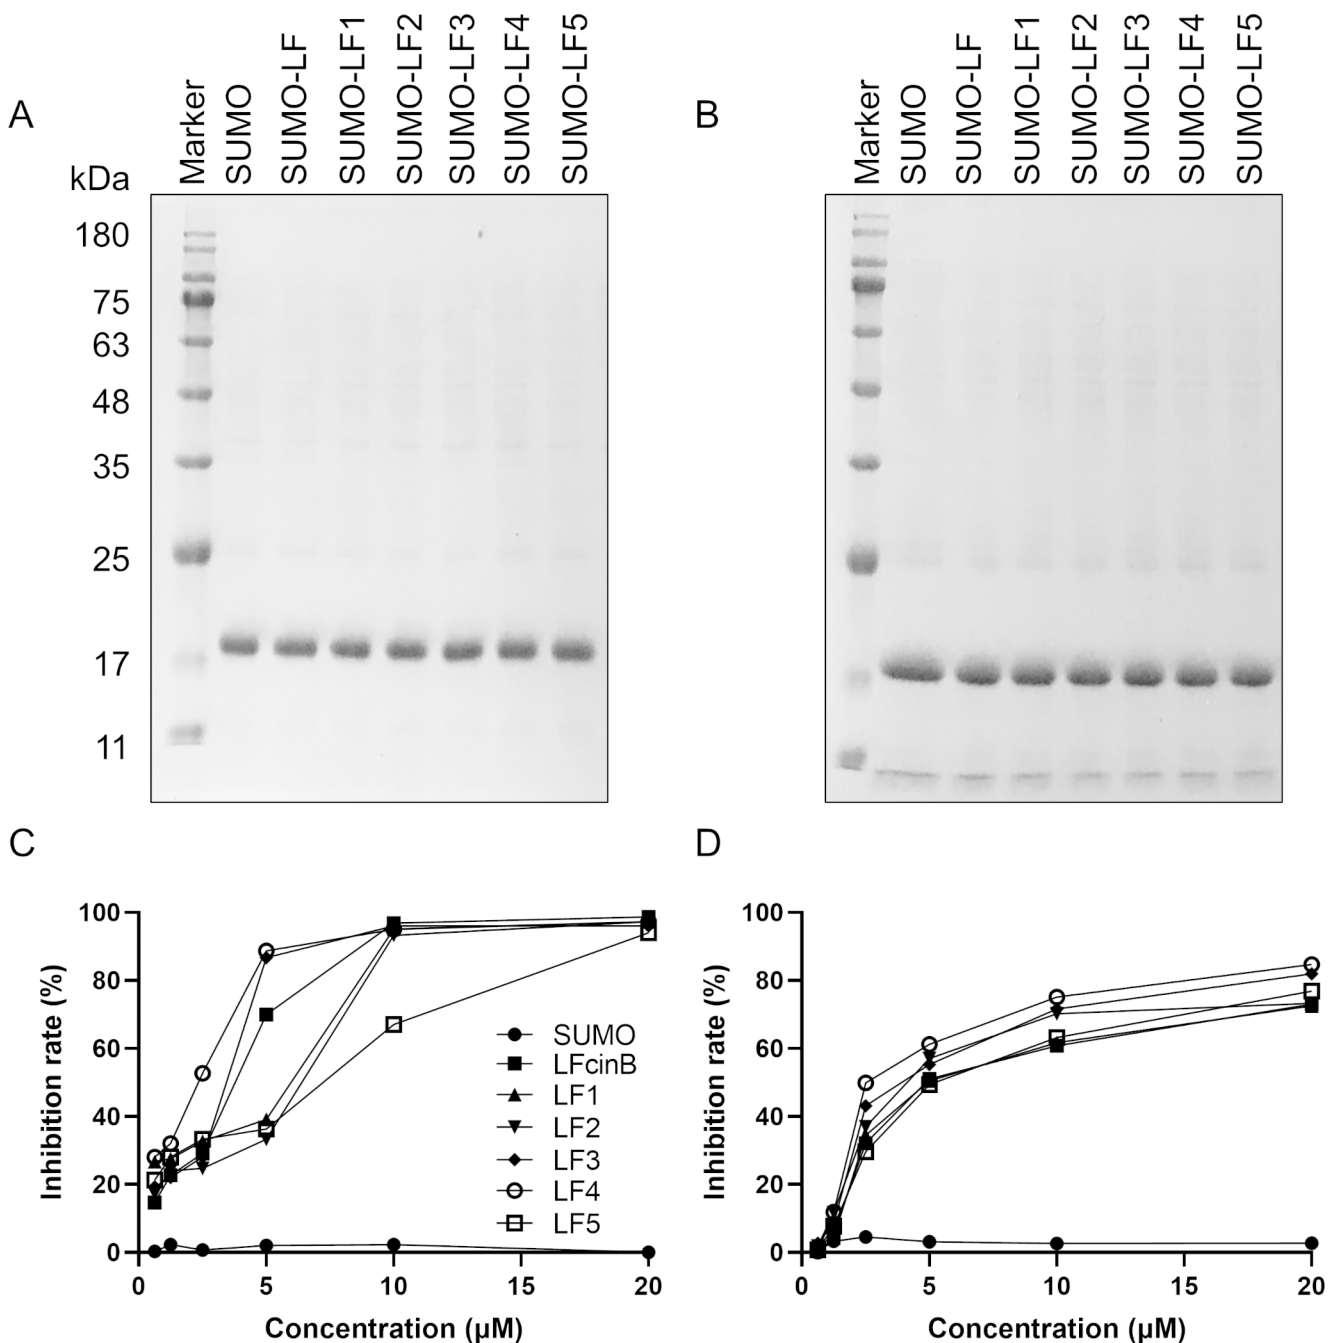 A
Marker
SUMO
SUMO-LF
SUMO-LF1
SUMO-LF2
SUMO-LF3
SUMO-LF4
SUMO-LF5
kDa
180
75
63
48
35
25
17
11
B
Marker
SUMO
SUMO-LF
SUMO-LF1
SUMO-LF2
SUMO-LF3
SUMO-LF4
SUMO-LF5
C
Inhibition rate (%)
100
80
60
40
20
0
0 5 10 15 20
Concentration (μM)
SUMO
LFcinB
LF1
LF2
LF3
LF4
LF5
D
Inhibition rate (%)
100
80
60
40
20
0
0 5 10 15 20
Concentration (μM)